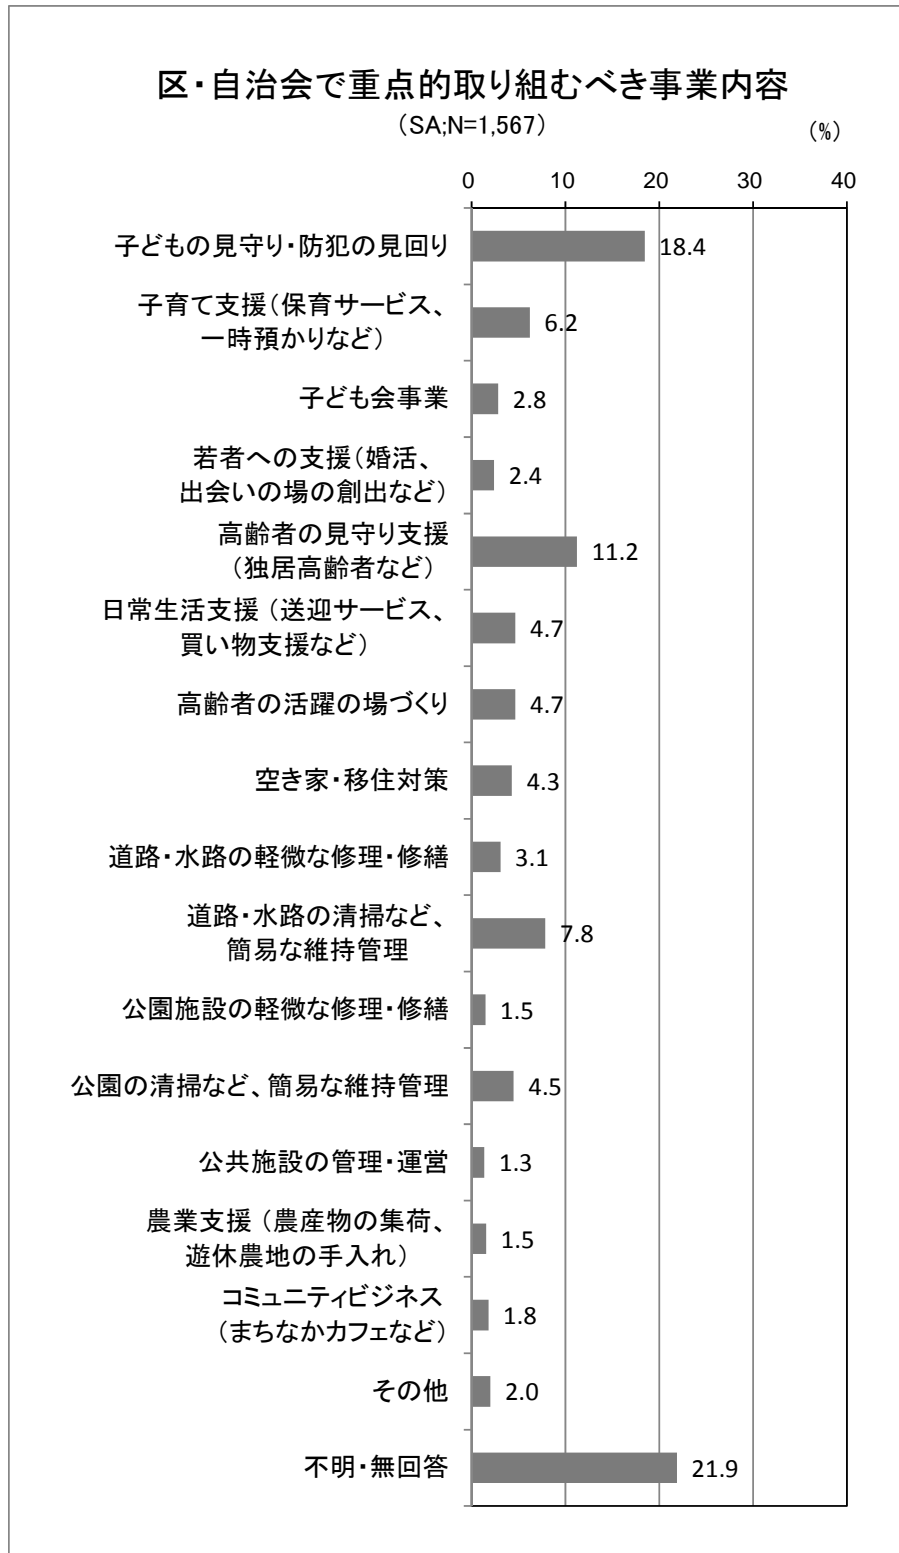 区・自治会で重点的取り組むべき事業内容
（SA;N=1,567）
（%）
0 10 20 30 40
子どもの見守り・防犯の見回り 18.4
子育て支援（保育サービス、
一時預かりなど） 6.2
子ども会事業 2.8
若者への支援（婚活、
出会いの場の創出など） 2.4
高齢者の見守り支援
（独居高齢者など） 11.2
日常生活支援（送迎サービス、
買い物支援など） 4.7
高齢者の活躍の場づくり 4.7
空き家・移住対策 4.3
道路・水路の軽微な修理・修繕 3.1
道路・水路の清掃など、
簡易な維持管理 7.8
公園施設の軽微な修理・修繕 1.5
公園の清掃など、簡易な維持管理 4.5
公共施設の管理・運営 1.3
農業支援（農産物の集荷、
遊休農地の手入れ） 1.5
コミュニティビジネス
（まちなかカフェなど） 1.8
その他 2.0
不明・無回答 21.9